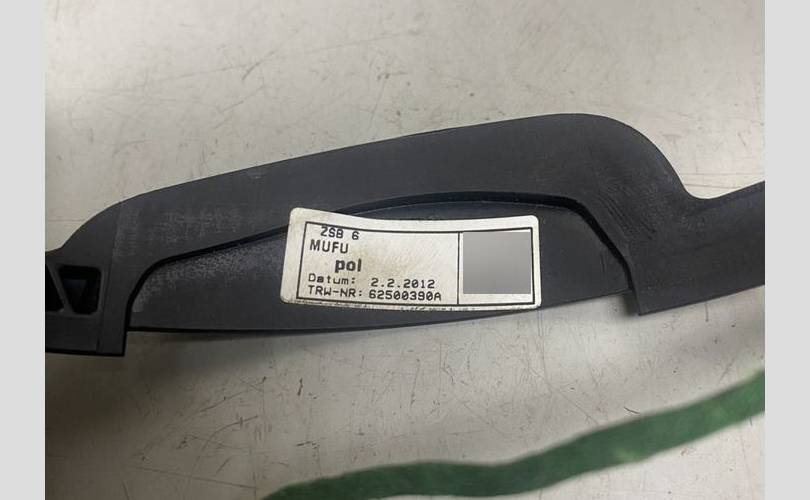 ZSB 6
MUFU
pol
Datum: 2.2.2012
TRW-NR: 62500390A